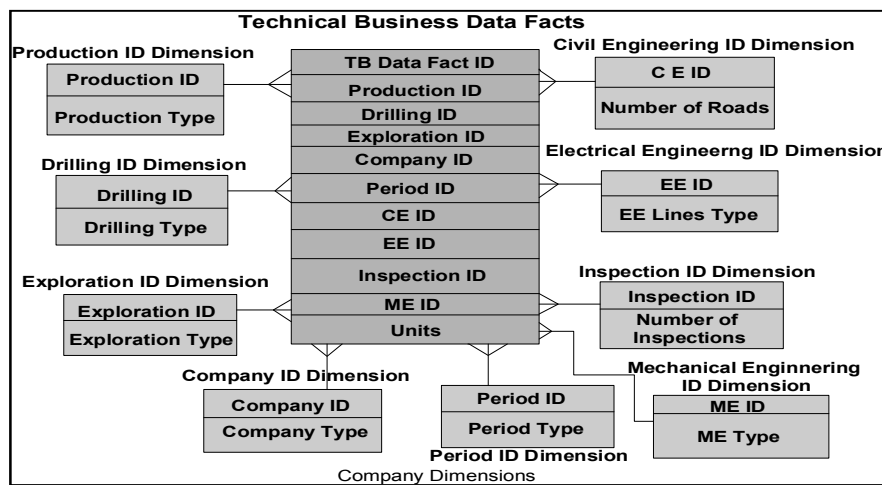 Technical Business Data Facts
Production ID Dimension
Production ID
Production Type
Drilling ID Dimension
Drilling ID
Drilling Type
Exploration ID Dimension
Exploration ID
Exploration Type
TB Data Fact ID
Production ID
Drilling ID
Exploration ID
Company ID
Period ID
CE ID
EE ID
Inspection ID
ME ID
Units
Civil Engineering ID Dimension
C E ID
Number of Roads
Electrical Engineerng ID Dimension
EE ID
EE Lines Type
Inspection ID Dimension
Inspection ID
Number of
Inspections
Mechanical Enginnering
ID Dimension
ME ID
ME Type
Company ID Dimension
Company ID
Company Type
Period ID
Period Type
Period ID Dimension
Company Dimensions